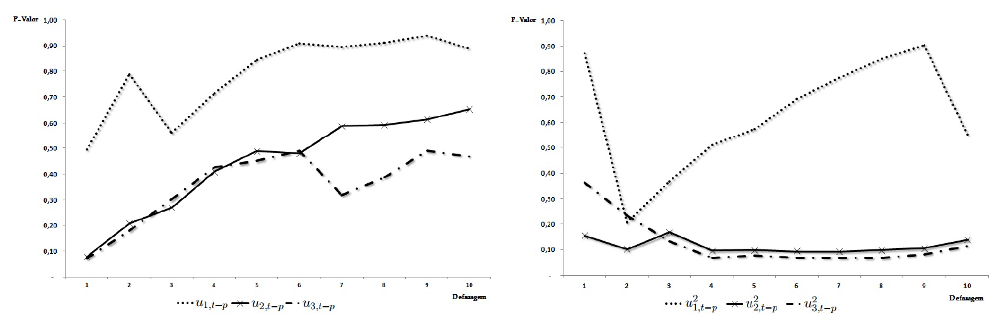 P-Valor 1,00
0,90
0,80
0,70
0,60
0,50
0,40
0,30
0,20
0,10
-
1 2 3 4 5 6 7 8 9 10
Defasagem
u1,t−p u2,t−p u3,t−p
P-Valor 1,00
0,90
0,80
0,70
0,60
0,50
0,40
0,30
0,20
0,10
-
1 2 3 4 5 6 7 8 9 10
Defasagem
u²1,t−p u²2,t−p u²3,t−p